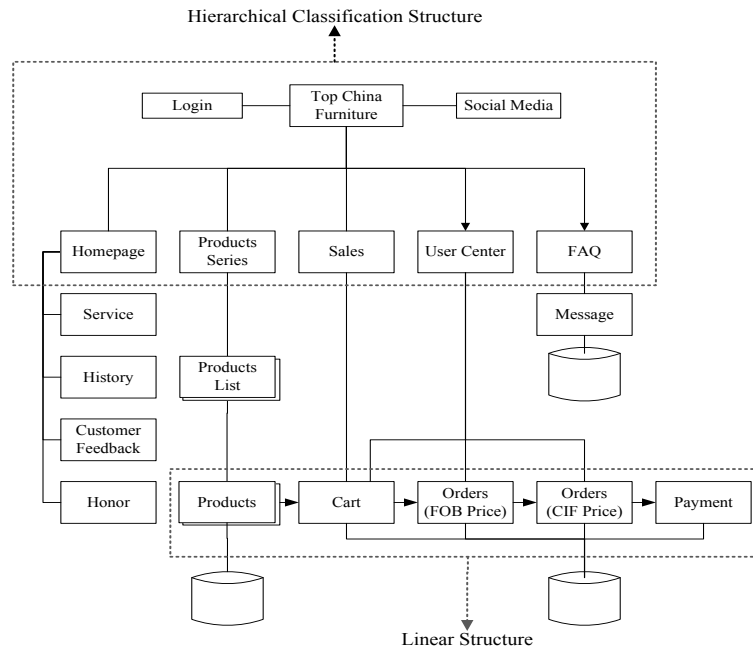 Hierarchical Classification Structure
Login
Top China
Furniture
Social Media
Homepage
Products
Series
Sales
User Center
FAQ
Service
Message
History
Products
List
Customer
Feedback
Honor
Products
Cart
Orders
(FOB Price)
Orders
(CIF Price)
Payment
Linear Structure